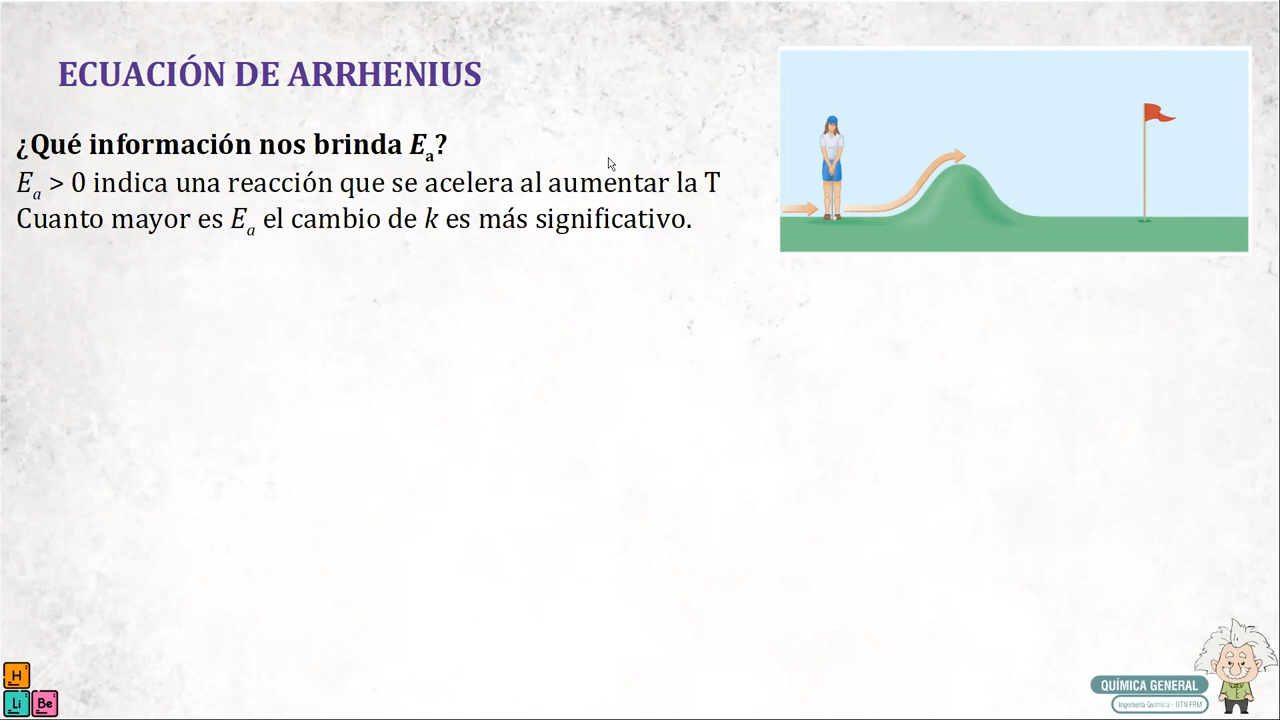 ECUACIÓN DE ARRHENIUS
¿Qué información nos brinda Ea?
Ea > 0 indica una reacción que se acelera al aumentar la T
Cuanto mayor es Ea el cambio de k es más significativo.
H
Li Be
QUÍMICA GENERAL
Ingeniería Química - UTN FRM